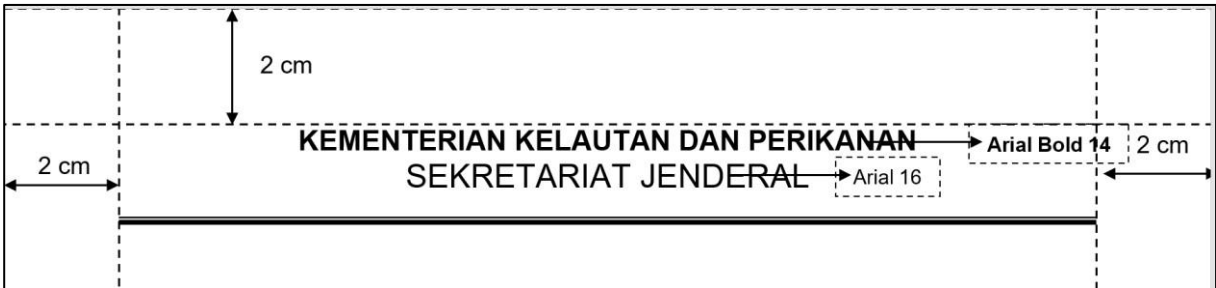 2 cm
KEMENTERIAN KELAUTAN DAN PERIKANAN Arial Bold 14 2 cm
2 cm SEKRETARIAT JENDERAL Arial 16